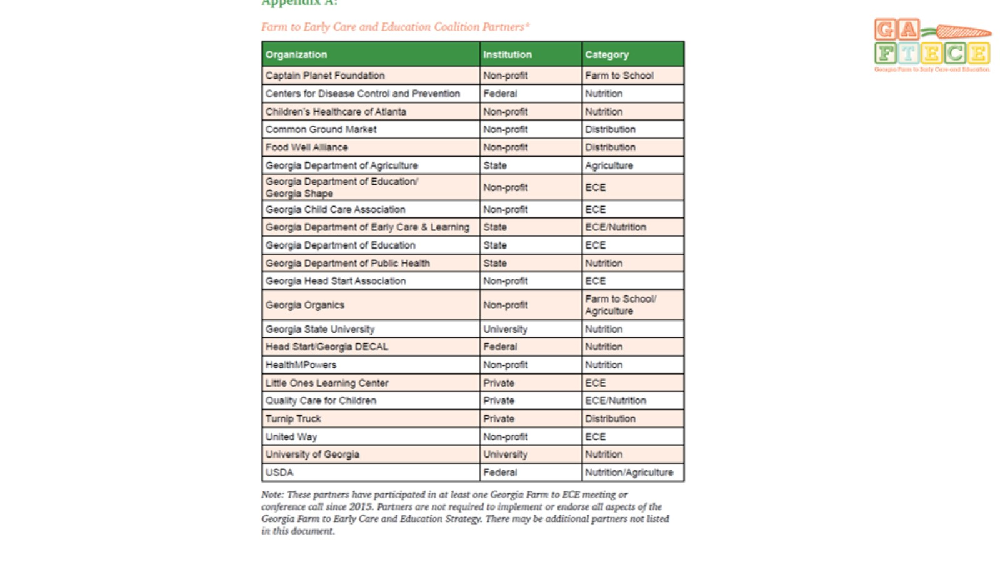 Appendix A:
Farm to Early Care and Education Coalition Partners*
Organization Institution Category
Captain Planet Foundation Non-profit Farm to School
Centers for Disease Control and Prevention Federal Nutrition
Children's Healthcare of Atlanta Non-profit Nutrition
Common Ground Market Non-profit Distribution
Food Well Alliance Non-profit Distribution
Georgia Department of Agriculture State Agriculture
Georgia Department of Education/
Georgia Shape Non-profit ECE
Georgia Child Care Association Non-profit ECE
Georgia Department of Early Care & Learning State ECE/Nutrition
Georgia Department of Education State ECE
Georgia Department of Public Health State Nutrition
Georgia Head Start Association Non-profit ECE
Georgia Organics Non-profit Farm to School/
Agriculture
Georgia State University University Nutrition
Head Start/Georgia DECAL Federal Nutrition
HealthMPowers Non-profit Nutrition
Little Ones Learning Center Private ECE
Quality Care for Children Private ECE/Nutrition
Turnip Truck Private Distribution
United Way Non-profit ECE
University of Georgia University Nutrition
USDA Federal Nutrition/Agriculture
Note: These partners have participated in at least one Georgia Farm to ECE meeting or
conference call since 2015. Partners are not required to implement or endorse all aspects of the
Georgia Farm to Early Care and Education Strategy. There may be additional partners not listed
in this document.
GA
FTECE
Georgia Farm to Early Care and Education